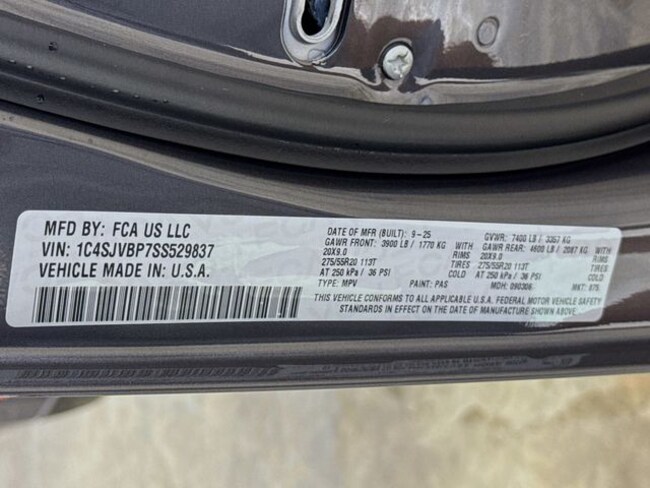 MFD BY: FCA US LLC
VIN: 1C4SJVBP7SS529837
VEHICLE MADE IN: U.S.A.
DATE OF MFR (BUILT): 9-25 GVWR: 7400 LB / 3357 KG
GAWR FRONT: 3900 LB / 1770 KG WITH GAWR REAR: 4600 LB / 2087 KG WITH
20X9.0 RIMS 20X9.0 RIMS
275/55R20 113T TIRES 275/55R20 113T TIRES
AT 250 kPa / 36 PSI COLD AT 250 kPa / 36 PSI COLD
TYPE: MPV PAINT: PAS MDH: 090306 MKT:
THIS VEHICLE CONFORMS TO ALL APPLICABLE U.S.A. FEDERAL MOTOR VEHICLE SAFETY
STANDARDS IN EFFECT ON THE DATE OF MANUFACTURE SHOWN ABOVE